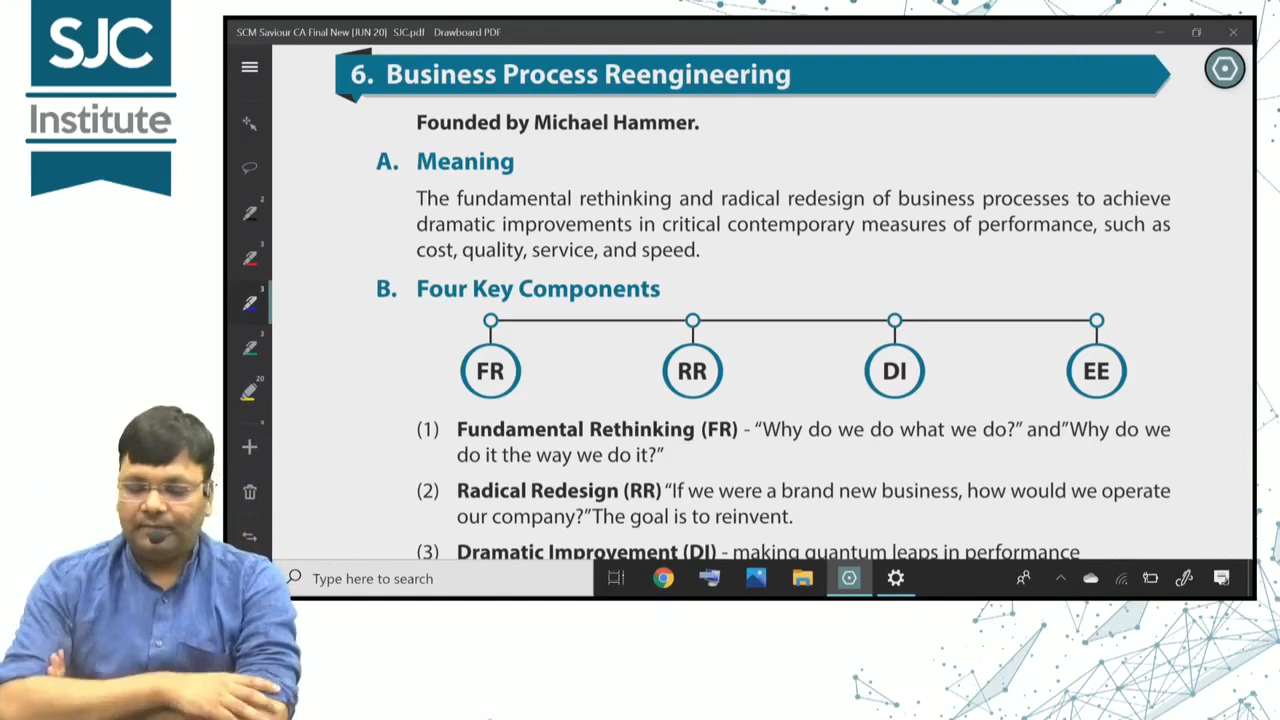 SJC
Institute
SCM Saviour CA Final New [JUN 20] SJC.pdf Drawboard PDF
6. Business Process Reengineering
Founded by Michael Hammer.
A. Meaning
The fundamental rethinking and radical redesign of business processes to achieve
dramatic improvements in critical contemporary measures of performance, such as
cost, quality, service, and speed.
B. Four Key Components
FR RR DI EE
(1) Fundamental Rethinking (FR) - “Why do we do what we do?” and”Why do we
do it the way we do it?”
(2) Radical Redesign (RR) “If we were a brand new business, how would we operate
our company?”The goal is to reinvent.
(3) Dramatic Improvement (DI) - making quantum leaps in performance
2
3
3
3
20
Type here to search